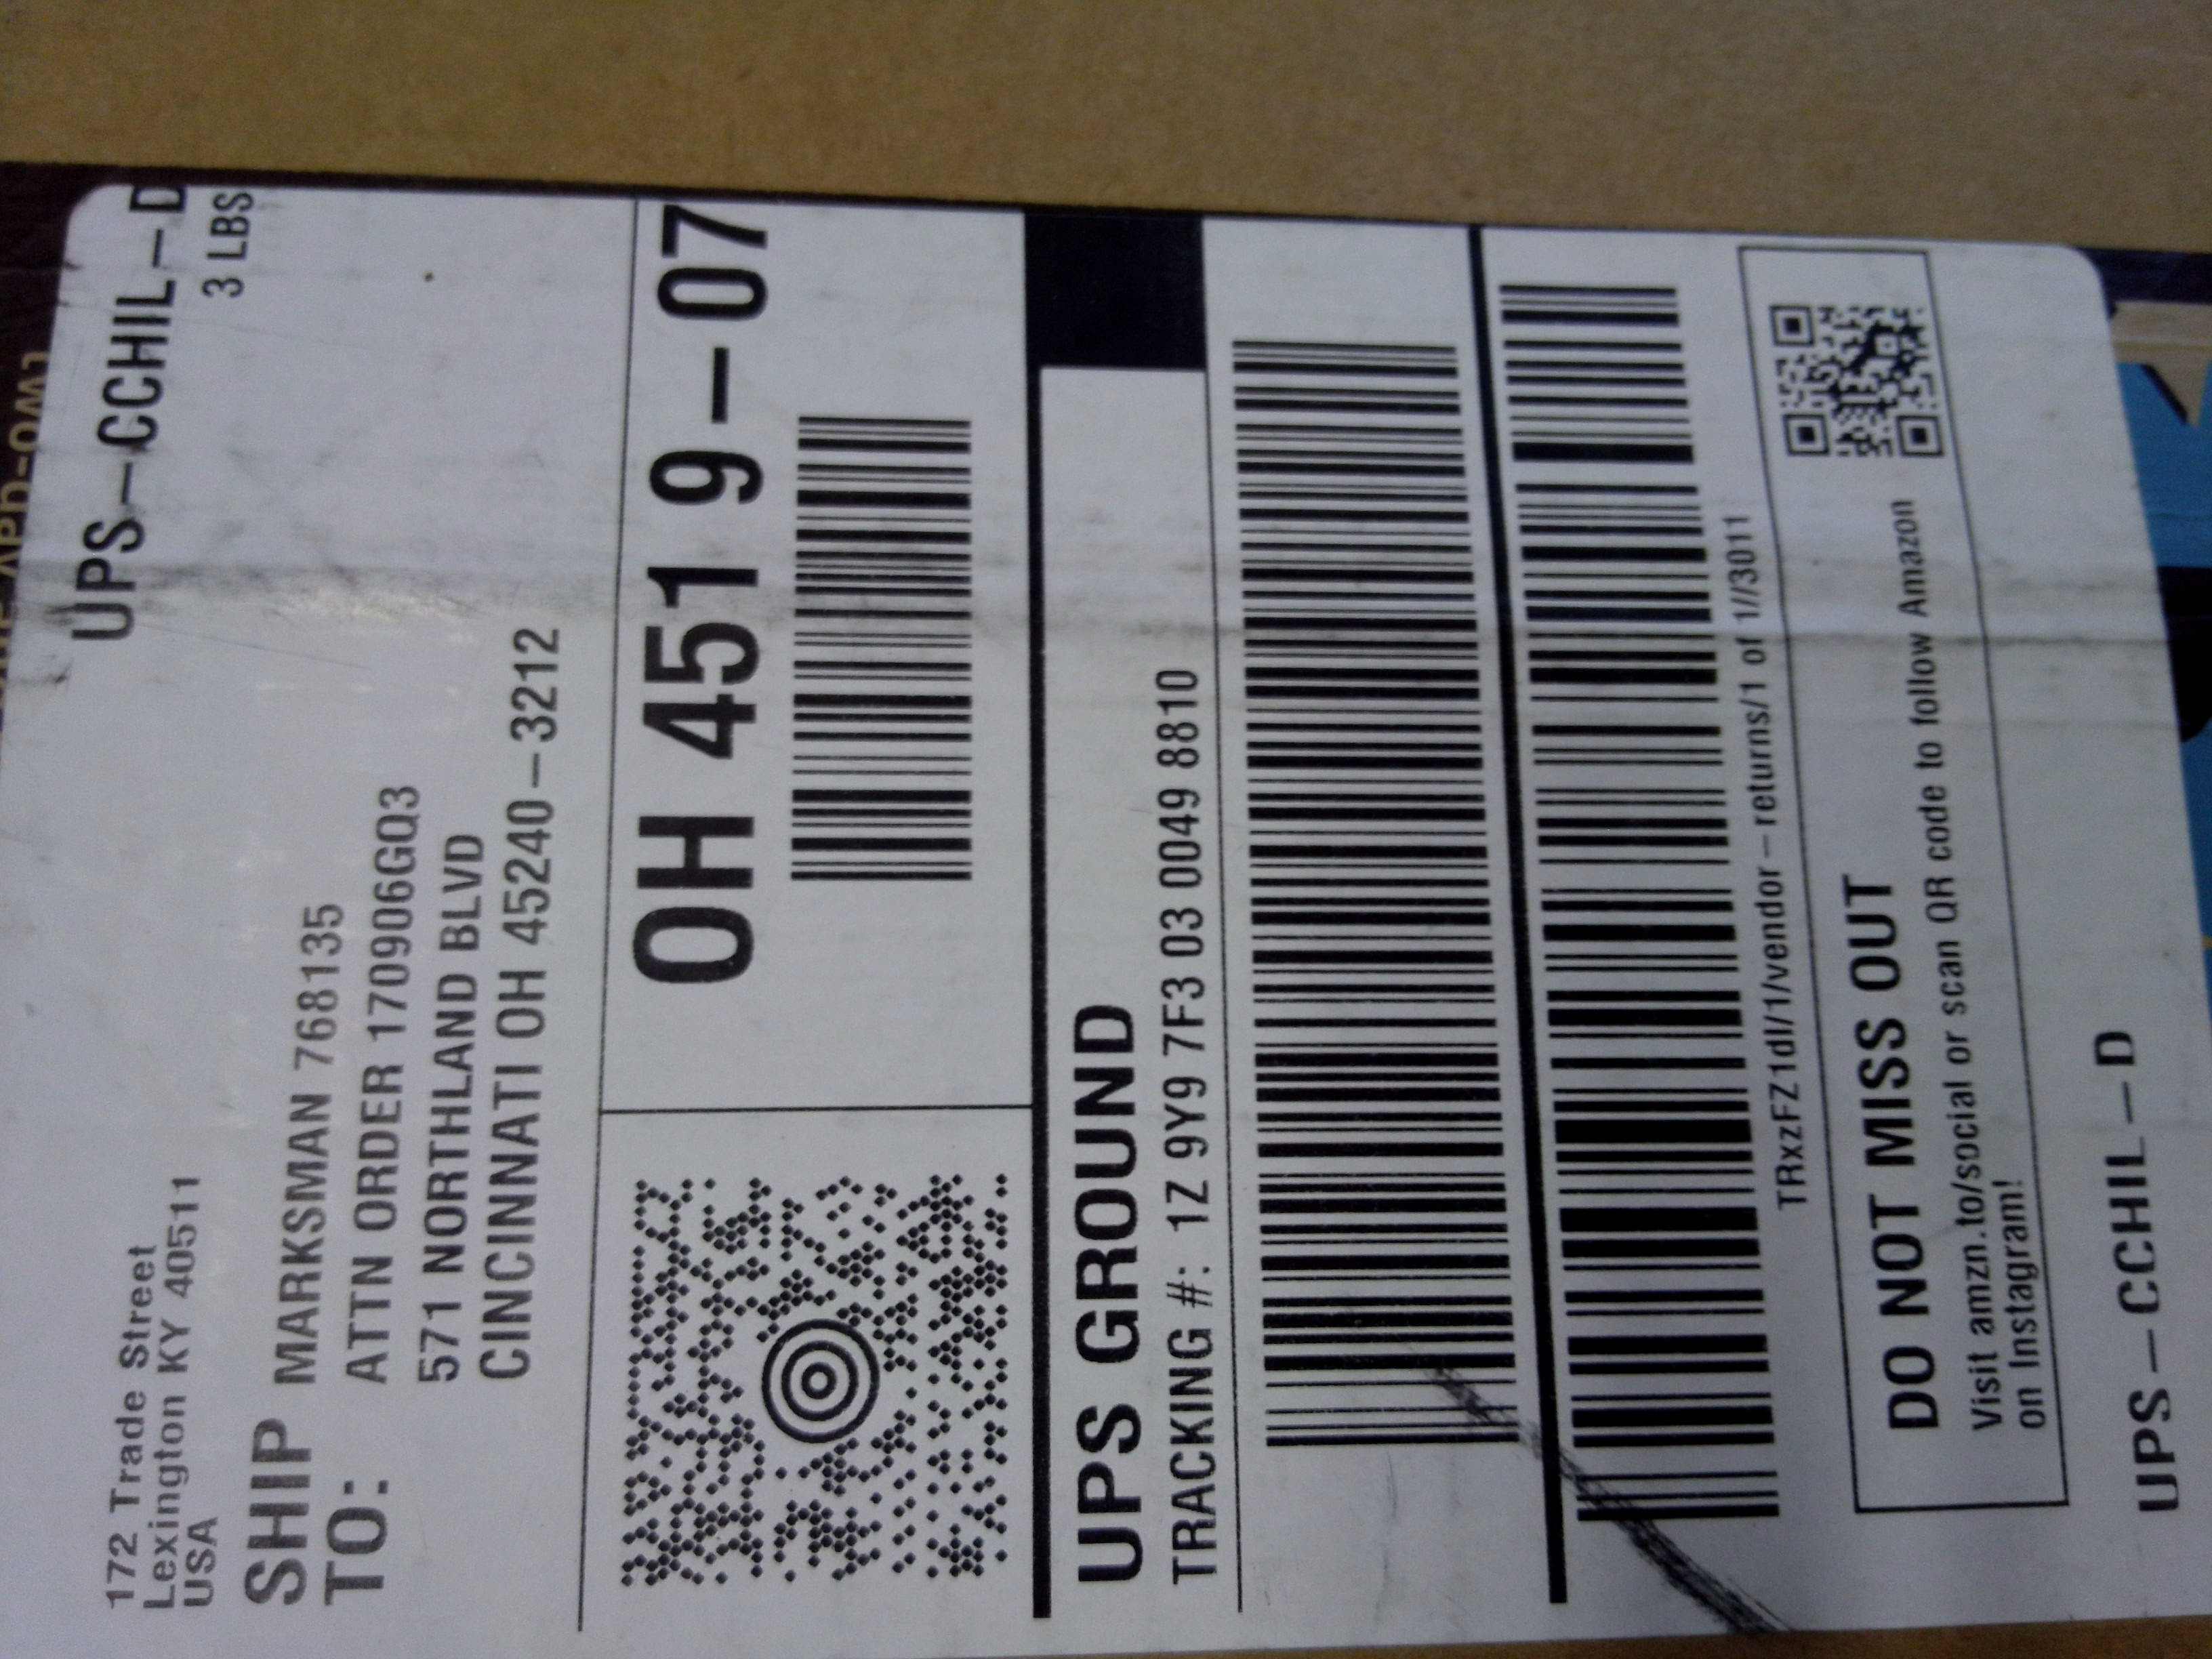 UPS-CCHIL-D
3 LBS
172 Trade Street
Lexington KY 40511
USA
SHIP
TO:
MARKSMAN 768135
ATTN ORDER 170906GQ3
571 NORTHLAND BLVD
CINCINNATI OH 45240-3212
OH 451 9-07
UPS GROUND
TRACKING #: 1Z 9Y9 7F3 03 0049 8810
TRxzFZ1dl/1/vendor-returns/1 of 1//3011
DO NOT MISS OUT
Visit amzn.to/social or scan QR code to follow Amazon
on Instagram!
UPS-CCHIL-D